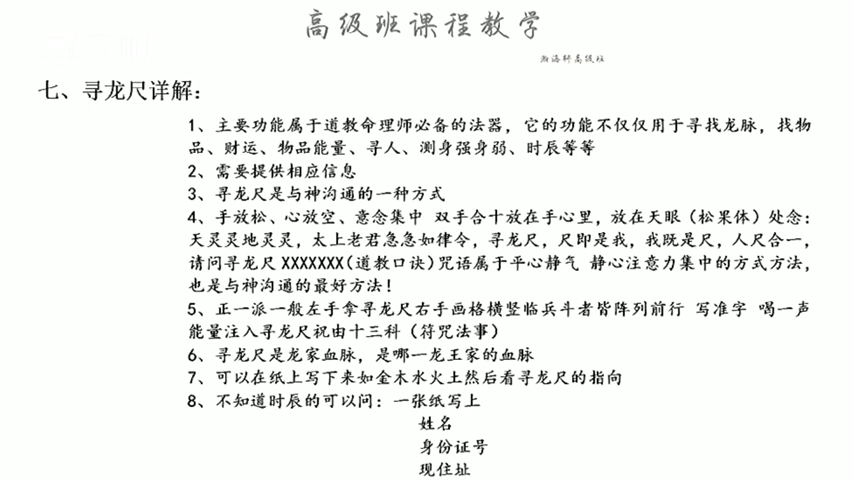 高级班课程教学
瀚海轩高级班
七、寻龙尺详解：
1、主要功能属于道教命理师必备的法器，它的功能不仅仅用于寻找龙脉，找物
品、财运、物品能量、寻人、测身强身弱、时辰等等
2、需要提供相应信息
3、寻龙尺是与神沟通的一种方式
4、手放松、心放空、意念集中 双手合十放在手心里，放在天眼（松果体）处念：
天灵灵地灵灵，太上老君急急如律令，寻龙尺，尺即是我，我既是尺，人尺合一，
请问寻龙尺XXXXXXX（道教口诀）咒语属于平心静气 静心注意力集中的方式方法，
也是与神沟通的最好方法！
5、正一派一般左手拿寻龙尺右手画格横竖临兵斗者皆阵列前行 写准字 喝一声
能量注入寻龙尺祝由十三科（符咒法事）
6、寻龙尺是龙家血脉，是哪一龙王家的血脉
7、可以在纸上写下来如金木水火土然后看寻龙尺的指向
8、不知道时辰的可以问：一张纸写上
姓名
身份证号
现住址